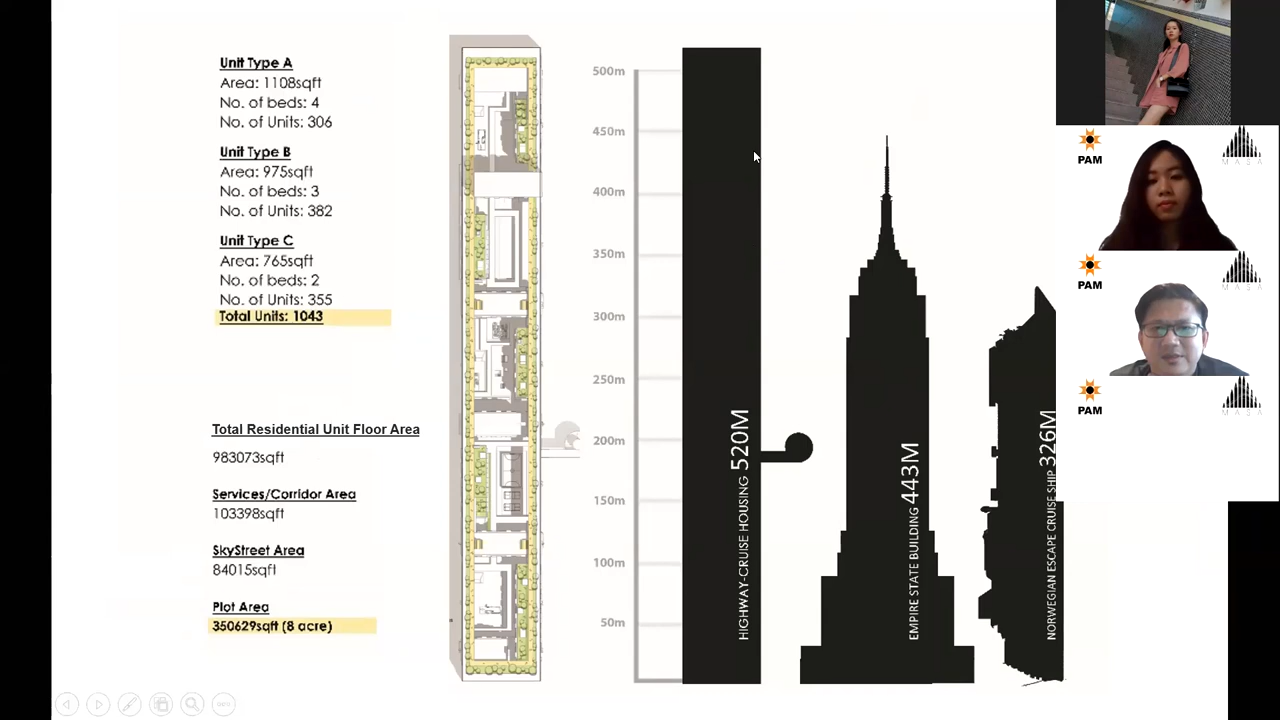 Unit Type A
Area: 1108sqft
No. of beds: 4
No. of Units: 306
Unit Type B
Area: 975sqft
No. of beds: 3
No. of Units: 382
Unit Type C
Area: 765sqft
No. of beds: 2
No. of Units: 355
Total Units: 1043
Total Residential Unit Floor Area
983073sqft
Services/Corridor Area
103398sqft
SkyStreet Area
84015sqft
Plot Area
350629sqft (8 acre)
500m
450m
400m
350m
300m
250m
200m
150m
100m
50m
HIGHWAY-CRUISE HOUSING 520M
EMPIRE STATE BUILDING 443M
NORWEGIAN ESCAPE CRUISE SHIP 326M
PAM
MASA
PAM
MASA
PAM
MASA